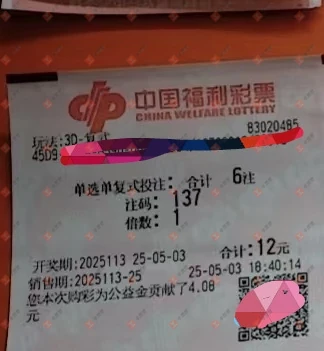 中国福利彩票
CHINA WELFARE LOTTERY
玩法:3D-复式
83020485
45D9
单选单复式投注: 合计 6注
注码: 137
倍数: 1
开奖期:2025113 25-05-03 合计:12元
销售期:2025113-25 25-05-03 18:40:14
您本次购彩为公益金贡献了4.08
元